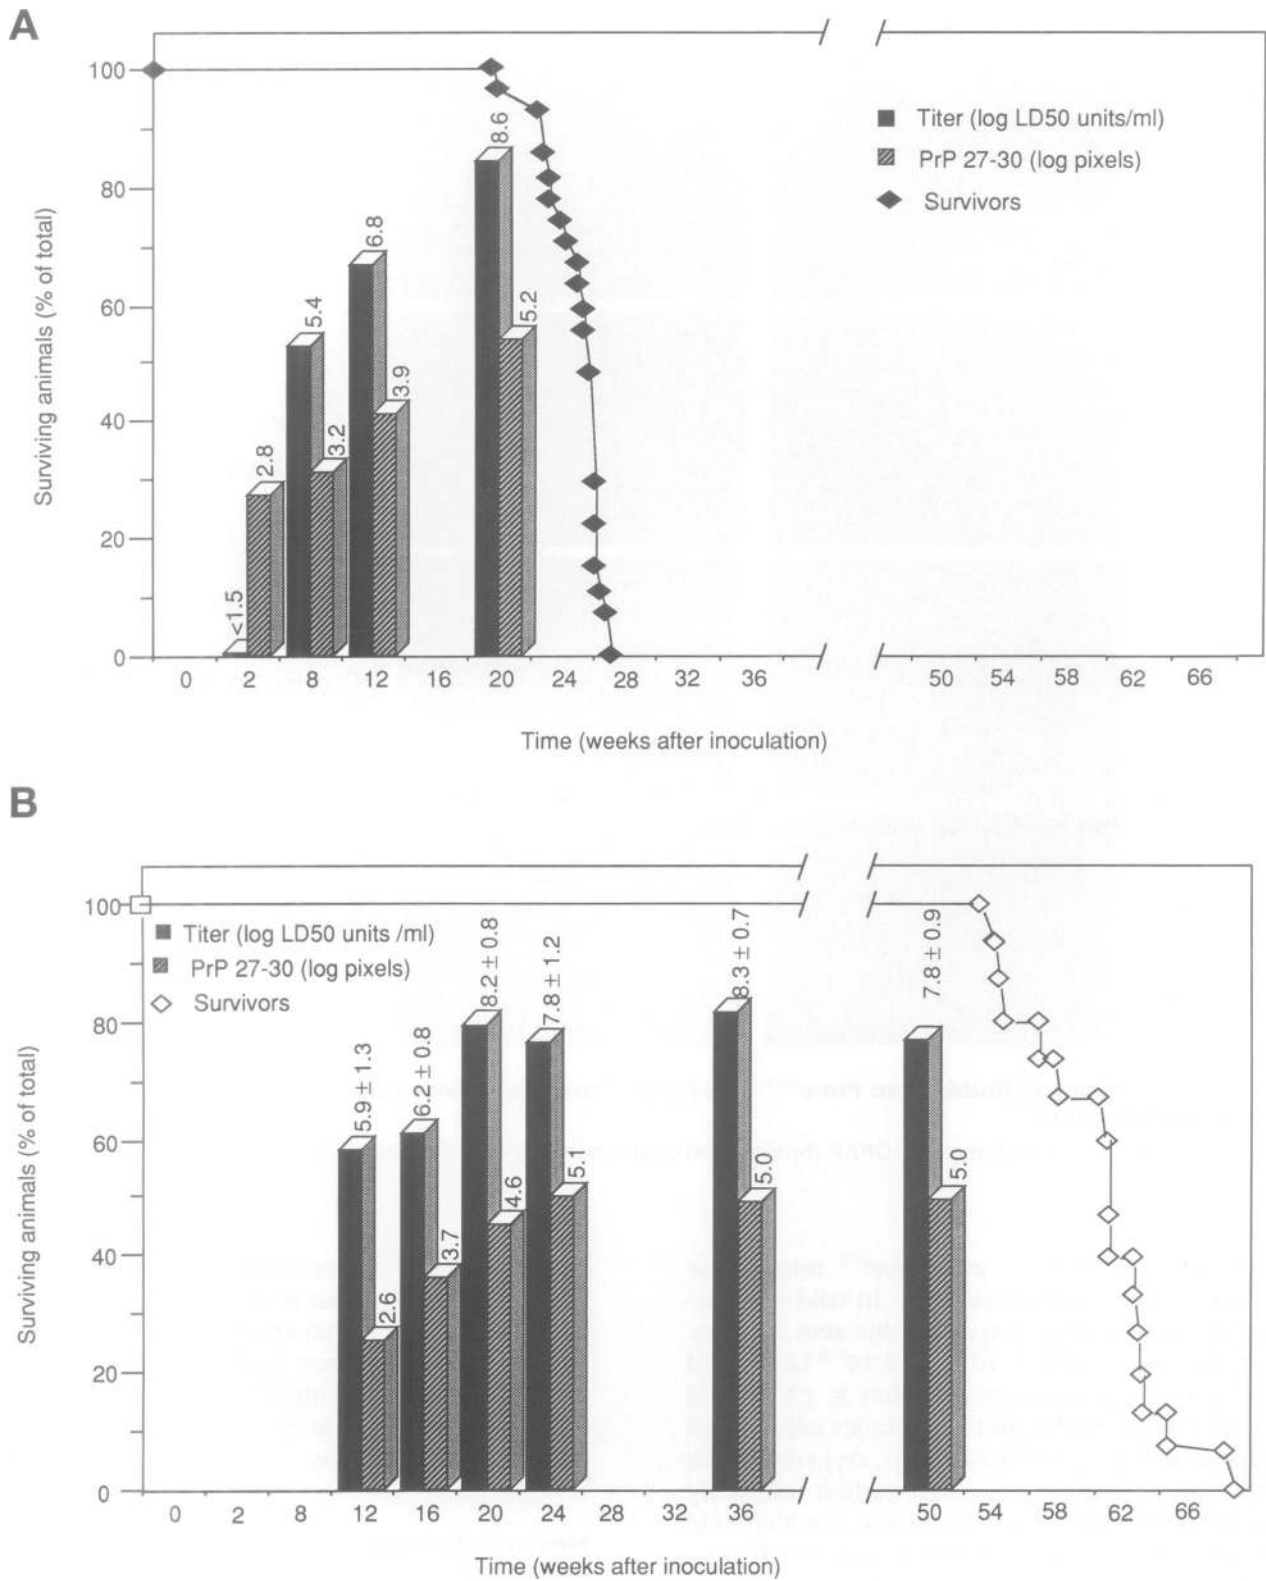 A
100
80
60
40
20
0
Surviving animals (% of total)
<1.5
2.8
5.4
3.2
6.8
3.9
8.6
5.2
Titer (log LD50 units/ml)
PrP 27-30 (log pixels)
Survivors
0 2 8 12 16 20 24 28 32 36 50 54 58 62 66
Time (weeks after inoculation)
B
100
80
60
40
20
0
Surviving animals (% of total)
Titer (log LD50 units /ml)
PrP 27-30 (log pixels)
Survivors
5.9 ± 1.3
2.6
6.2 ± 0.8
3.7
8.2 ± 0.8
4.6
7.8 ± 1.2
5.1
8.3 ± 0.7
5.0
7.8 ± 0.9
5.0
0 2 8 12 16 20 24 36 50 54 58 62 66
Time (weeks after inoculation)